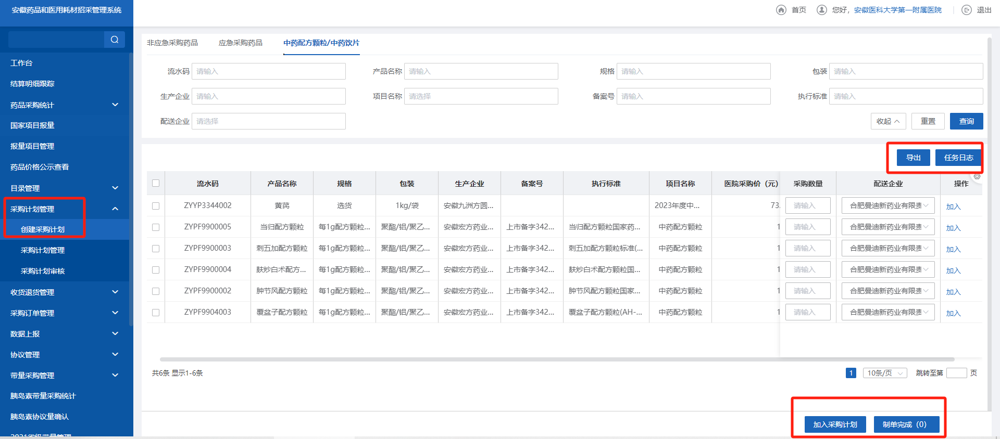 安徽药品和医用耗材招采管理系统
首页 您好，安徽医科大学第一附属医院 退出
工作台
结算明细跟踪
药品采购统计
国家项目报量
报量项目管理
药品价格公示查看
目录管理
采购计划管理
创建采购计划
采购计划管理
采购计划审核
收货退货管理
采购订单管理
数据上报
协议管理
带量采购管理
胰岛素带量采购统计
胰岛素协议量确认
非应急采购药品 应急采购药品 中药配方颗粒/中药饮片
流水码 请输入 产品名称 请输入 规格 请输入 包装 请输入
生产企业 请输入 项目名称 请选择 备案号 请输入 执行标准 请输入
配送企业 请选择 收起 重置 查询
导出 任务日志
流水码 产品名称 规格 包装 生产企业 备案号 执行标准 项目名称 医院采购价（元） 采购数量 配送企业 操作
ZYYP3344002 黄芪 选货 1kg/袋 安徽九洲方圆... 2023年度中... 73. 请输入 合肥曼迪新药业有限责 加入
ZYPF9900005 当归配方颗粒 每1g配方颗粒... 聚酯/铝/聚乙... 安徽宏方药业... 上市备字342... 当归配方颗粒国家药... 中药配方颗粒 1 请输入 合肥曼迪新药业有限责 加入
ZYPF9900003 刺五加配方颗粒 每1g配方颗粒... 聚酯/铝/聚乙... 安徽宏方药业... 上市备字342... 刺五加配方颗粒标准(... 中药配方颗粒 1 请输入 合肥曼迪新药业有限责 加入
ZYPF9900004 麸炒白术配方... 每1g配方颗粒... 聚酯/铝/聚乙... 安徽宏方药业... 上市备字342... 麸炒白术配方颗粒国... 中药配方颗粒 1 请输入 合肥曼迪新药业有限责 加入
ZYPF9900002 肿节风配方颗粒 每1g配方颗粒... 聚酯/铝/聚乙... 安徽宏方药业... 上市备字342... 肿节风配方颗粒国家... 中药配方颗粒 1 请输入 合肥曼迪新药业有限责 加入
ZYPF9904003 覆盆子配方颗粒 每1g配方颗粒... 聚酯/铝/聚乙... 安徽宏方药业... 上市备字342... 覆盆子配方颗粒(AH-... 中药配方颗粒 1 请输入 合肥曼迪新药业有限责 加入
共6条 显示1-6条 1 10条/页 跳转至第 页
加入采购计划 制单完成（0）